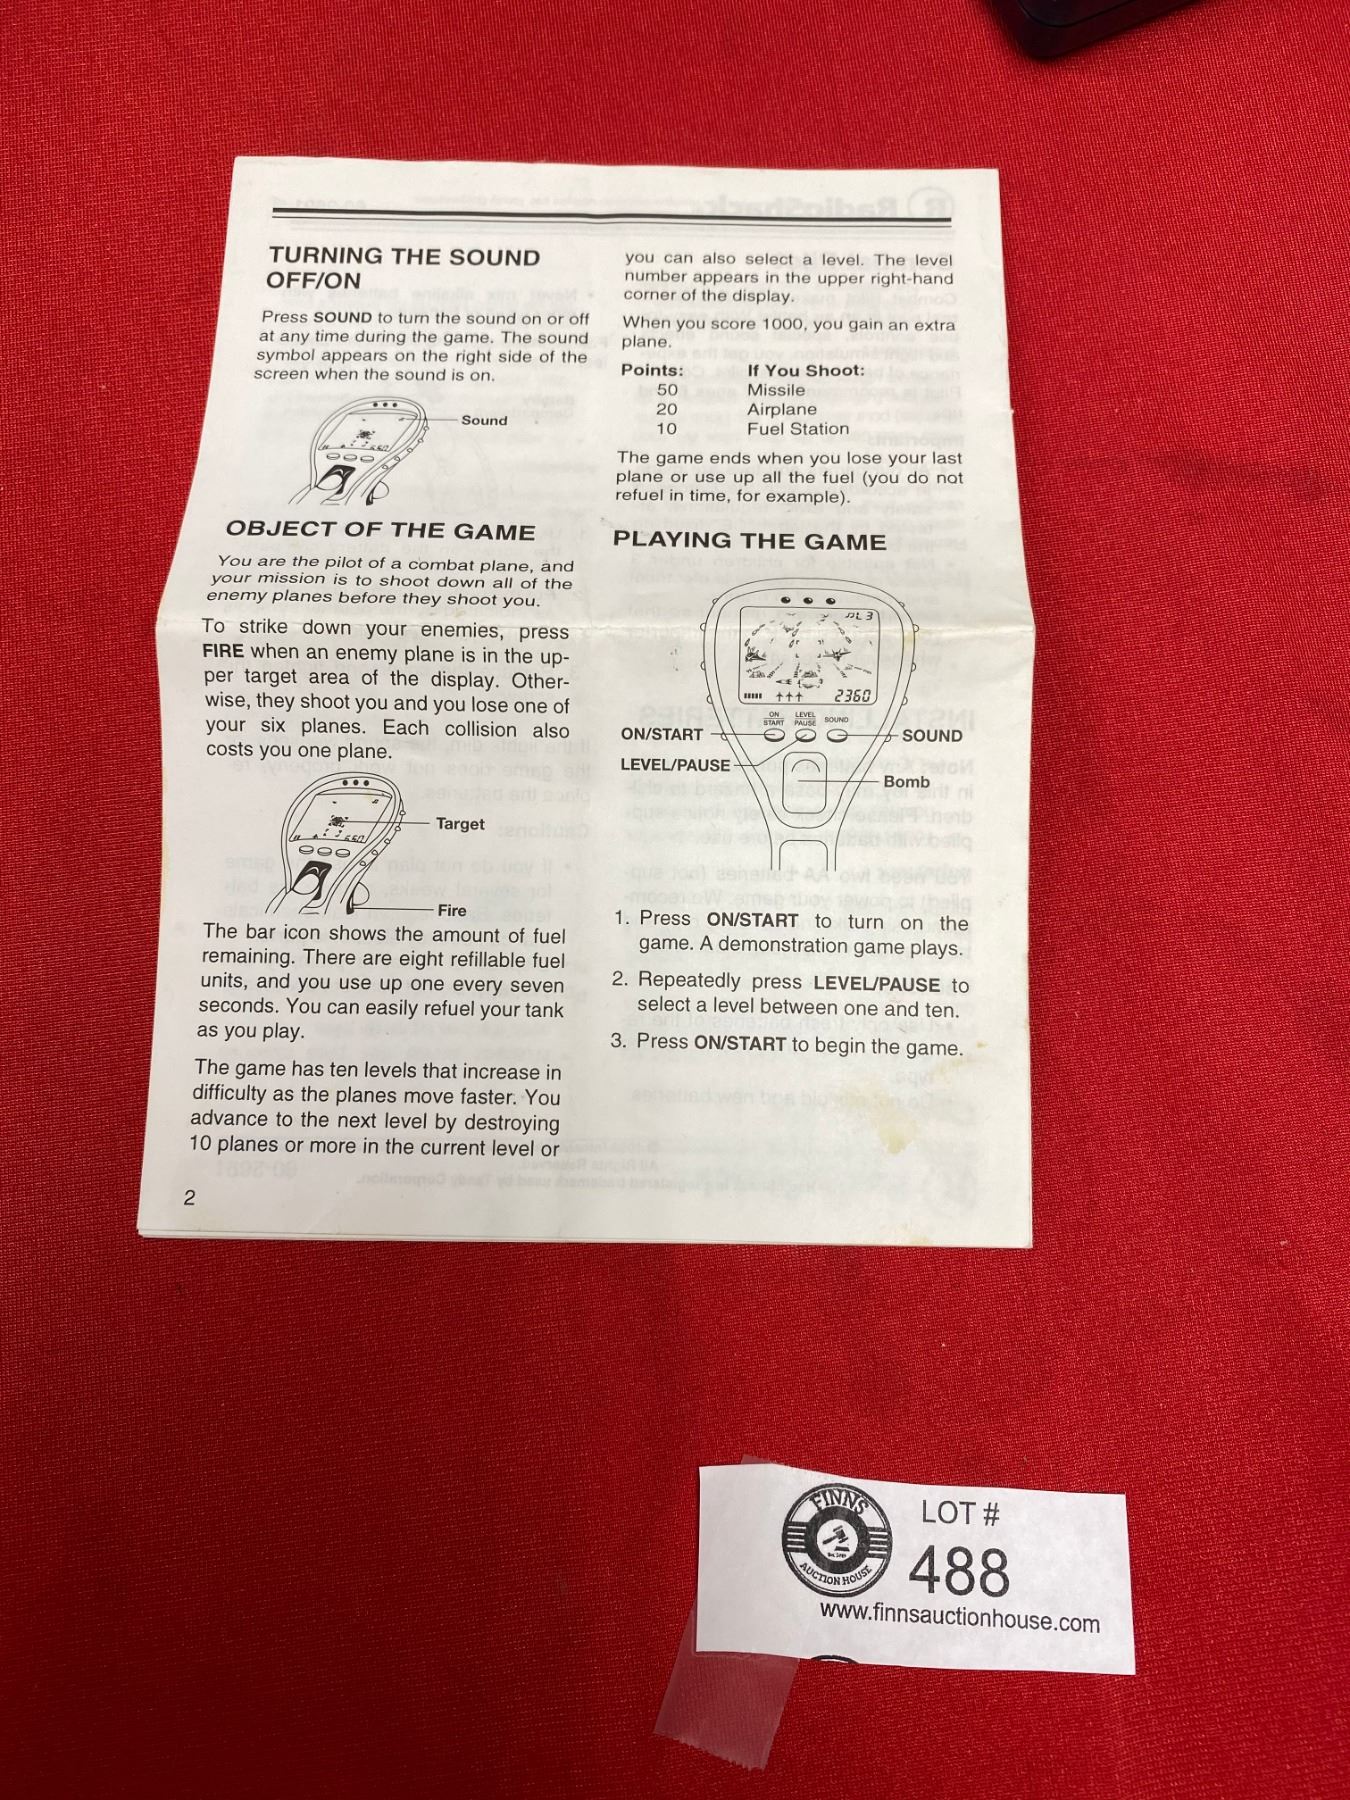 TURNING THE SOUND
OFF/ON
Press SOUND to turn the sound on or off
at any time during the game. The sound
symbol appears on the right side of the
screen when the sound is on.
Sound
OBJECT OF THE GAME
You are the pilot of a combat plane, and
your mission is to shoot down all of the
enemy planes before they shoot you.
To strike down your enemies, press
FIRE when an enemy plane is in the up-
per target area of the display. Other-
wise, they shoot you and you lose one of
your six planes. Each collision also
costs you one plane.
Target
Fire
The bar icon shows the amount of fuel
remaining. There are eight refillable fuel
units, and you use up one every seven
seconds. You can easily refuel your tank
as you play.
The game has ten levels that increase in
difficulty as the planes move faster. You
advance to the next level by destroying
10 planes or more in the current level or
2
you can also select a level. The level
number appears in the upper right-hand
corner of the display.
When you score 1000, you gain an extra
plane.
Points: If You Shoot:
50 Missile
20 Airplane
10 Fuel Station
The game ends when you lose your last
plane or use up all the fuel (you do not
refuel in time, for example).
PLAYING THE GAME
L 3
2360
ON LEVEL
START PAUSE SOUND
ON/START
SOUND
LEVEL/PAUSE
Bomb
1. Press ON/START to turn on the
game. A demonstration game plays.
2. Repeatedly press LEVEL/PAUSE to
select a level between one and ten.
3. Press ON/START to begin the game.
FINNS
AUCTION HOUSE
LOT #
488
www.finnsauctionhouse.com